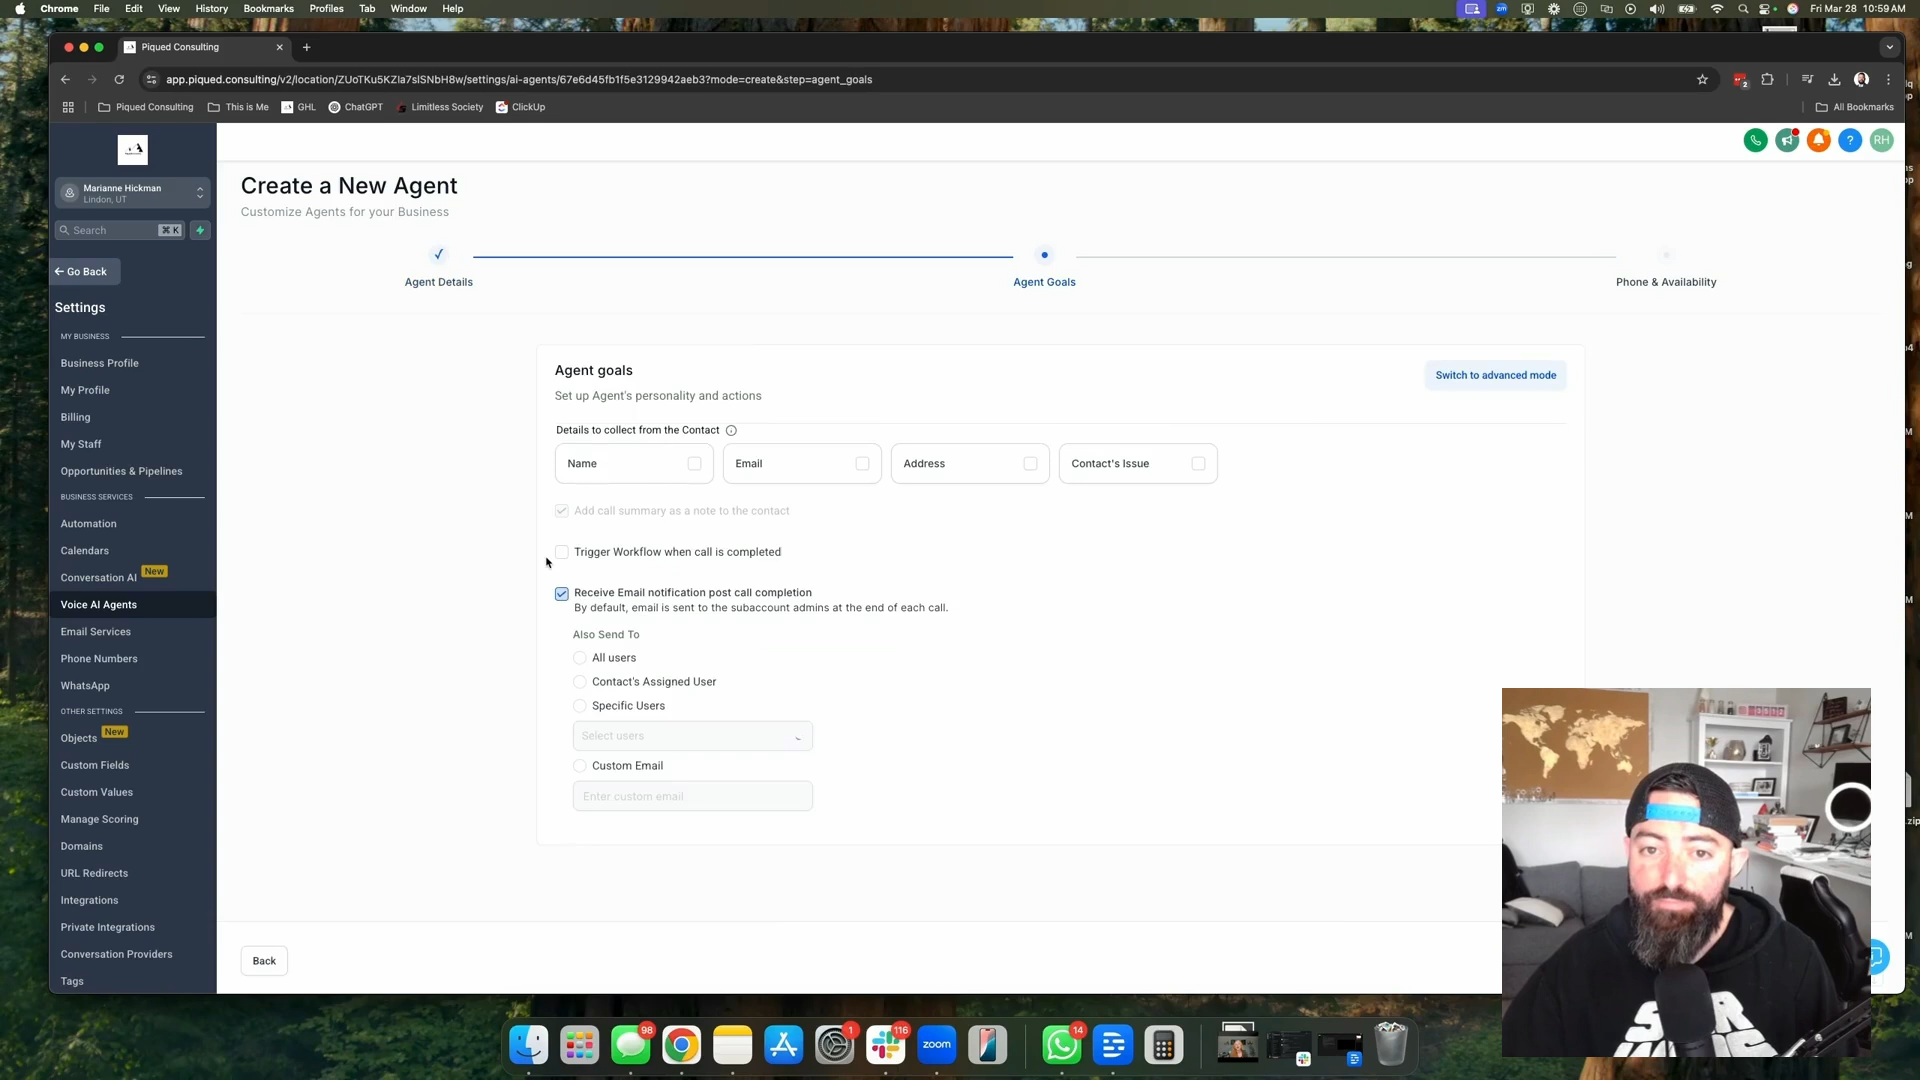 Chrome File Edit View History Bookmarks Profiles Tab Window Help
zm
Fri Mar 28 10:59 AM
Piqued Consulting
app.piqued.consulting/v2/location/ZUoTKu5KZla7slSNbH8w/settings/ai-agents/67e6d45fb1f5e3129942aeb3?mode=create&step=agent_goals
2
Piqued Consulting This is Me GHL ChatGPT Limitless Society ClickUp All Bookmarks
RH
Marianne Hickman
Lindon, UT
Search ⌘ K
Go Back
Settings
MY BUSINESS
Business Profile
My Profile
Billing
My Staff
Opportunities & Pipelines
BUSINESS SERVICES
Automation
Calendars
Conversation AI New
Voice AI Agents
Email Services
Phone Numbers
WhatsApp
OTHER SETTINGS
Objects New
Custom Fields
Custom Values
Manage Scoring
Domains
URL Redirects
Integrations
Private Integrations
Conversation Providers
Tags
Create a New Agent
Customize Agents for your Business
Agent Details
Agent Goals
Phone & Availability
Agent goals
Switch to advanced mode
Set up Agent's personality and actions
Details to collect from the Contact
Name
Email
Address
Contact's Issue
Add call summary as a note to the contact
Trigger Workflow when call is completed
Receive Email notification post call completion
By default, email is sent to the subaccount admins at the end of each call.
Also Send To
All users
Contact's Assigned User
Specific Users
Select users
Custom Email
Enter custom email
Back
98
1
116
zoom
14
.zip